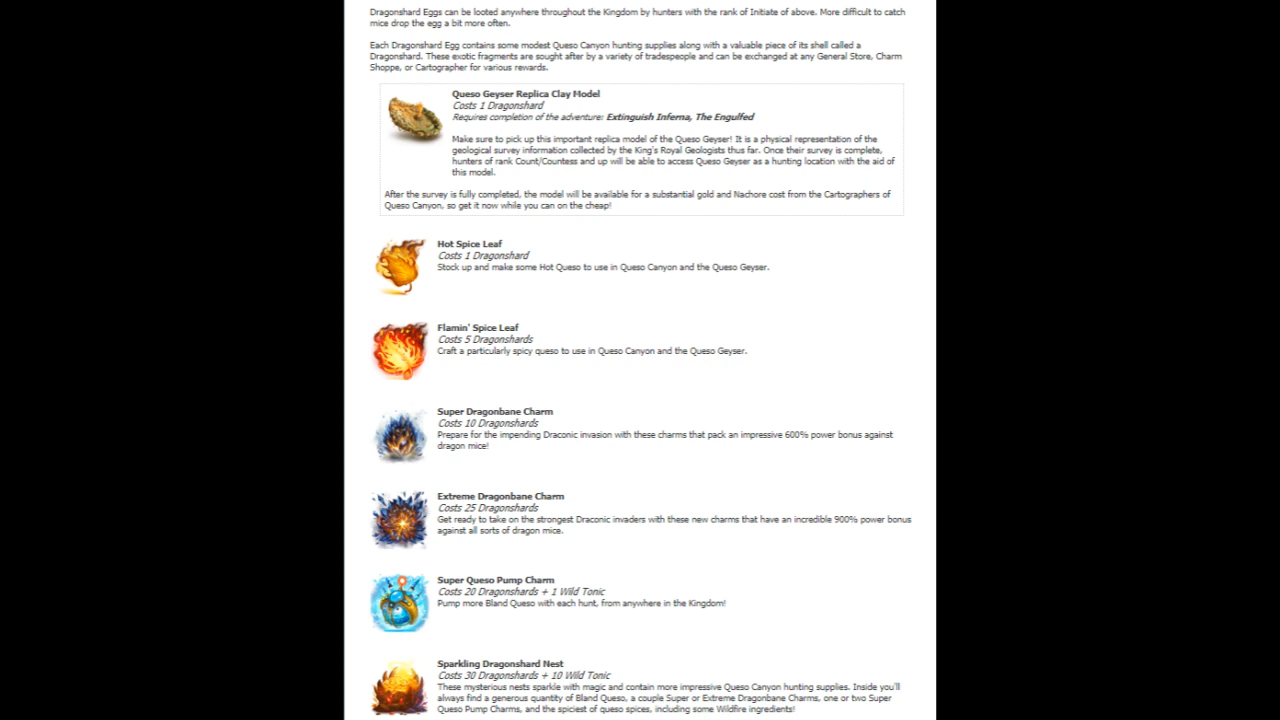 Dragonshard Eggs can be looted anywhere throughout the Kingdom by hunters with the rank of Initiate of above. More difficult to catch
mice drop the egg a bit more often.
Each Dragonshard Egg contains some modest Queso Canyon hunting supplies along with a valuable piece of its shell called a
Dragonshard. These exotic fragments are sought after by a variety of tradespeople and can be exchanged at any General Store, Charm
Shoppe, or Cartographer for various rewards.
Queso Geyser Replica Clay Model
Costs 1 Dragonshard
Requires completion of the adventure: Extinguish Inferna, The Engulfed
Make sure to pick up this important replica model of the Queso Geyser! It is a physical representation of the
geological survey information collected by the King's Royal Geologists thus far. Once their survey is complete,
hunters of rank Count/Countess and up will be able to access Queso Geyser as a hunting location with the aid of
this model.
After the survey is fully completed, the model will be available for a substantial gold and Nachore cost from the Cartographers of
Queso Canyon, so get it now while you can on the cheap!
Hot Spice Leaf
Costs 1 Dragonshard
Stock up and make some Hot Queso to use in Queso Canyon and the Queso Geyser.
Flamin' Spice Leaf
Costs 5 Dragonshards
Craft a particularly spicy queso to use in Queso Canyon and the Queso Geyser.
Super Dragonbane Charm
Costs 10 Dragonshards
Prepare for the impending Draconic invasion with these charms that pack an impressive 600% power bonus against
dragon mice!
Extreme Dragonbane Charm
Costs 25 Dragonshards
Get ready to take on the strongest Draconic invaders with these new charms that have an incredible 900% power bonus
against all sorts of dragon mice.
Super Queso Pump Charm
Costs 20 Dragonshards + 1 Wild Tonic
Pump more Bland Queso with each hunt, from anywhere in the Kingdom!
Sparkling Dragonshard Nest
Costs 30 Dragonshards + 10 Wild Tonic
These mysterious nests sparkle with magic and contain more impressive Queso Canyon hunting supplies. Inside you'll
always find a generous quantity of Bland Queso, a couple Super or Extreme Dragonbane Charms, one or two Super
Queso Pump Charms, and the spiciest of queso spices, including some Wildfire ingredients!